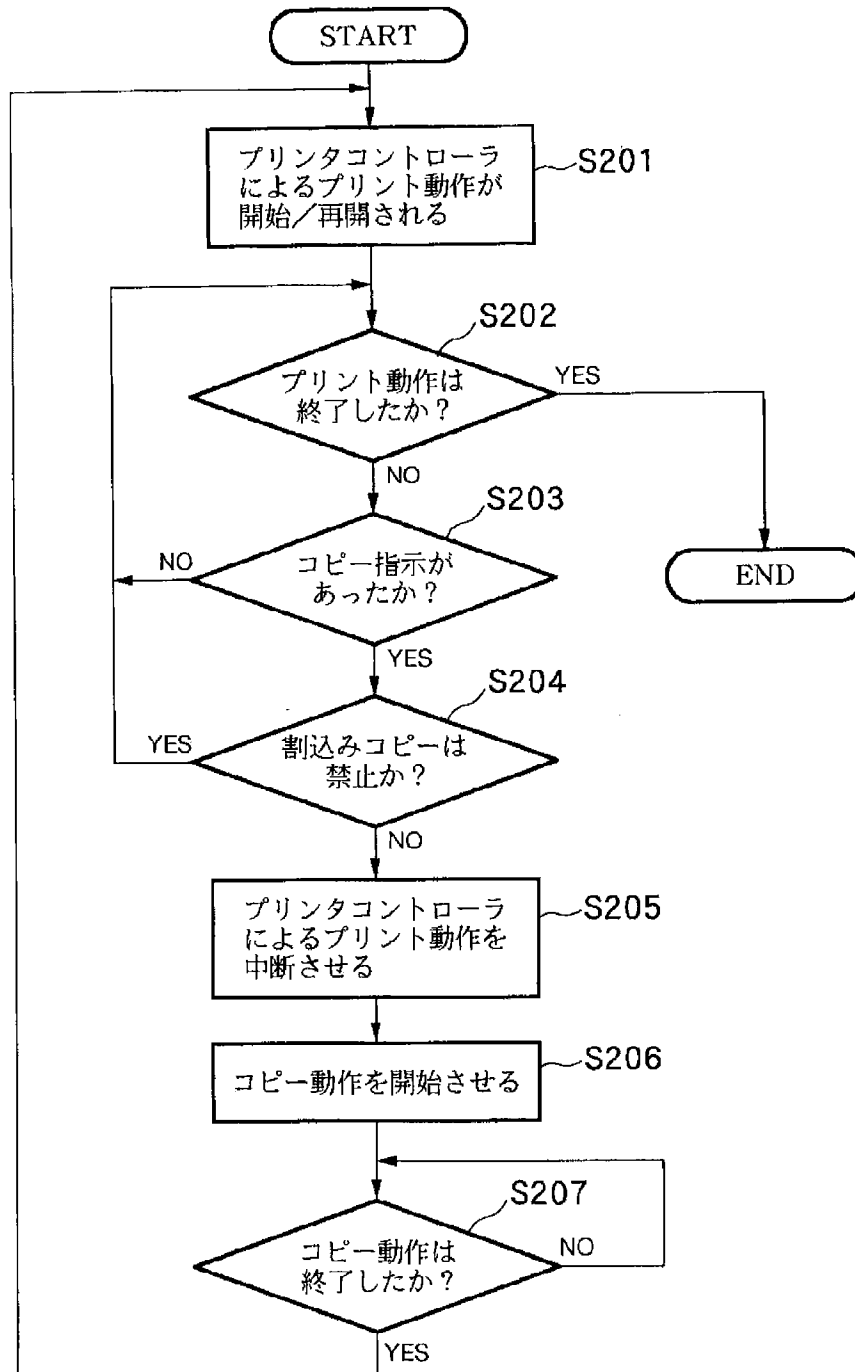 START
プリンタコントローラ
によるプリント動作が
開始／再開される
S201
S202
プリント動作は
終了したか？
YES
NO
S203
コピー指示が
あったか？
NO
YES
END
S204
割込みコピーは
禁止か？
YES
NO
プリンタコントローラ
によるプリント動作を
中断させる
S205
コピー動作を開始させる
S206
S207
コピー動作は
終了したか？
NO
YES